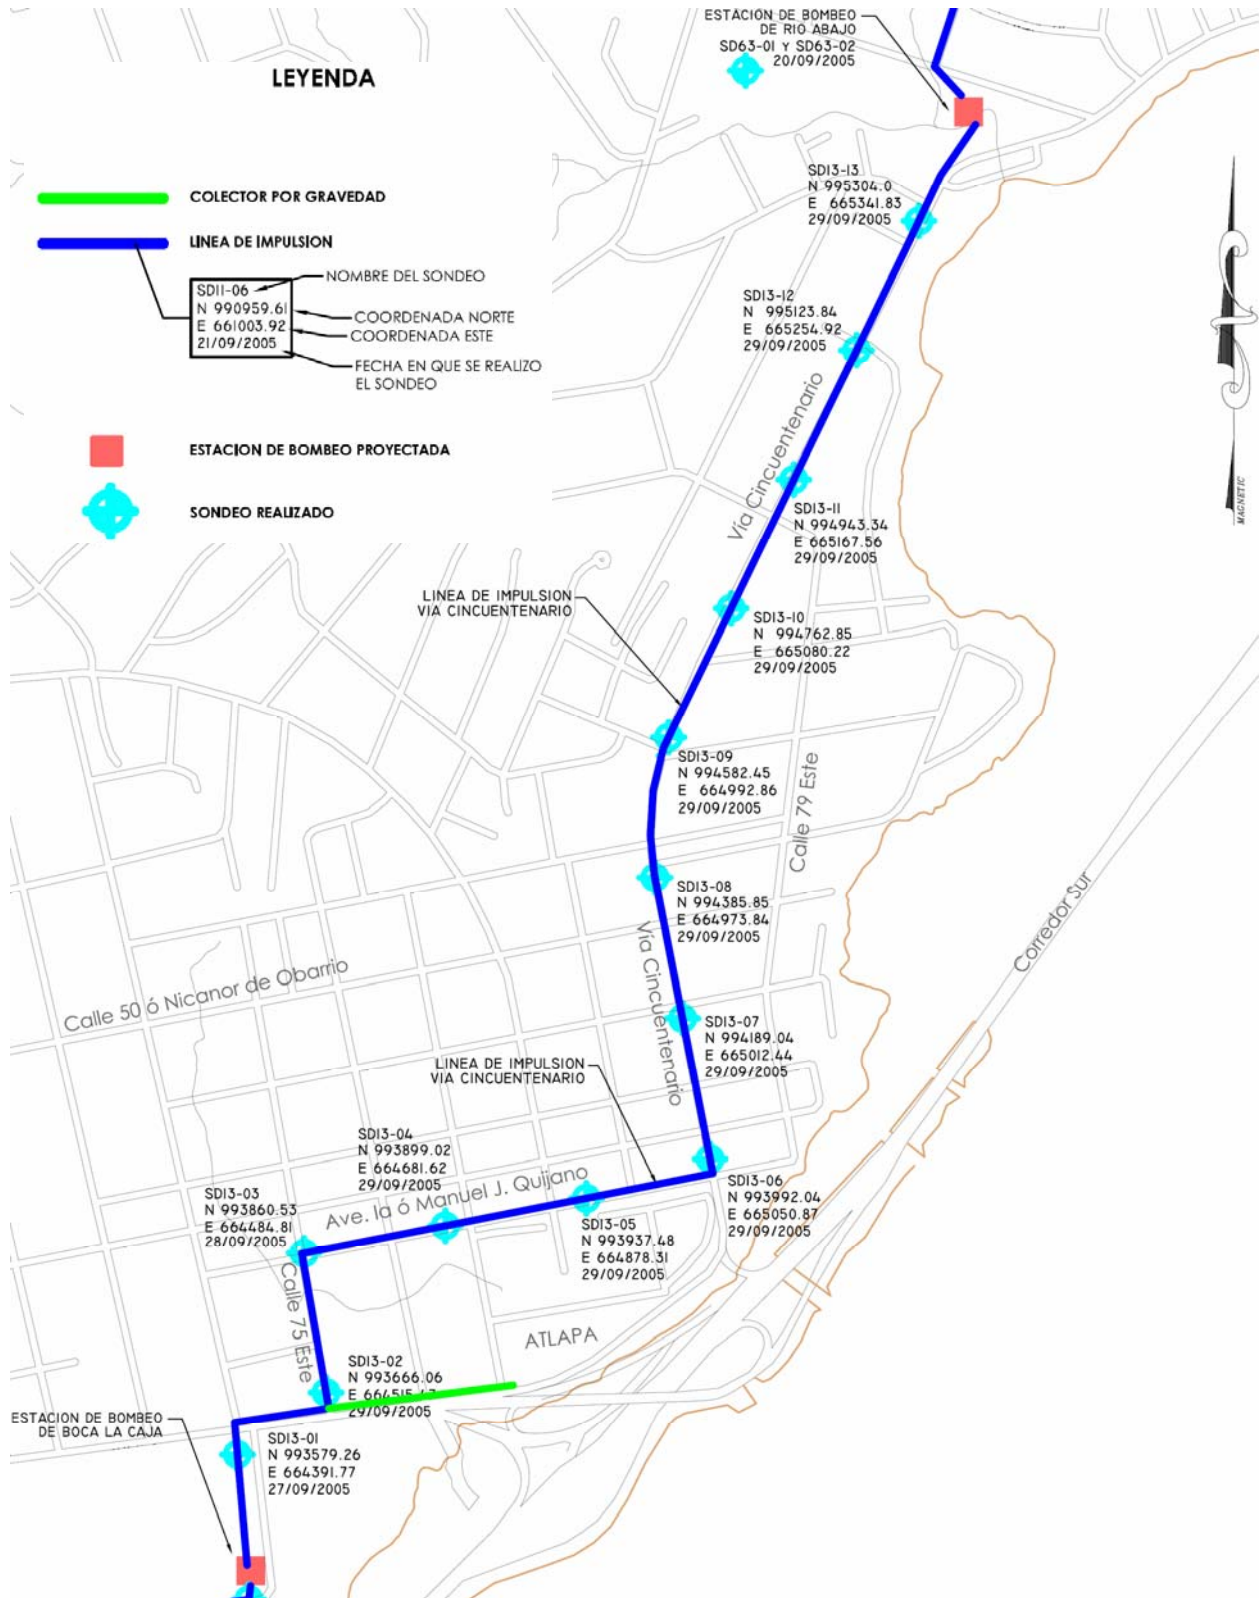 ESTACION DE BOMBEO
DE RIO ABAJO
SD63-01 Y SD63-02
20/09/2005
LEYENDA
COLECTOR POR GRAVEDAD
LINEA DE IMPULSION
SD11-06
N 990959.61
E 661003.92
21/09/2005
NOMBRE DEL SONDEO
COORDENADA NORTE
COORDENADA ESTE
FECHA EN QUE SE REALIZO
EL SONDEO
ESTACION DE BOMBEO PROYECTADA
SONDEO REALIZADO
SD13-13
N 995304.0
E 665341.83
29/09/2005
SD13-12
N 995123.84
E 665254.92
29/09/2005
MAGNETIC
Vía Cincuentenario
SD13-11
N 994943.34
E 665167.56
29/09/2005
LINEA DE IMPULSION
VIA CINCUENTENARIO
SD13-10
N 994762.85
E 665080.22
29/09/2005
SD13-09
N 994582.45
E 664992.86
29/09/2005
Calle 79 Este
SD13-08
N 994385.85
E 664973.84
29/09/2005
Corredor Sur
Vía Cincuentenario
Calle 50 ó Nicanor de Obarrio
SD13-07
N 994189.04
E 665012.44
29/09/2005
LINEA DE IMPULSION
VIA CINCUENTENARIO
SD13-04
N 993899.02
E 664681.62
29/09/2005
SD13-03
N 993860.53
E 664484.81
28/09/2005
Ave. 1a ó Manuel J. Quijano
SD13-06
N 993992.04
E 665050.87
29/09/2005
SD13-05
N 993937.48
E 664878.31
29/09/2005
Calle 75 Este
ATLAPA
SD13-02
N 993666.06
E
29/09/2005
ESTACION DE BOMBEO
DE BOCA LA CAJA
SD13-01
N 993579.26
E 664391.77
27/09/2005